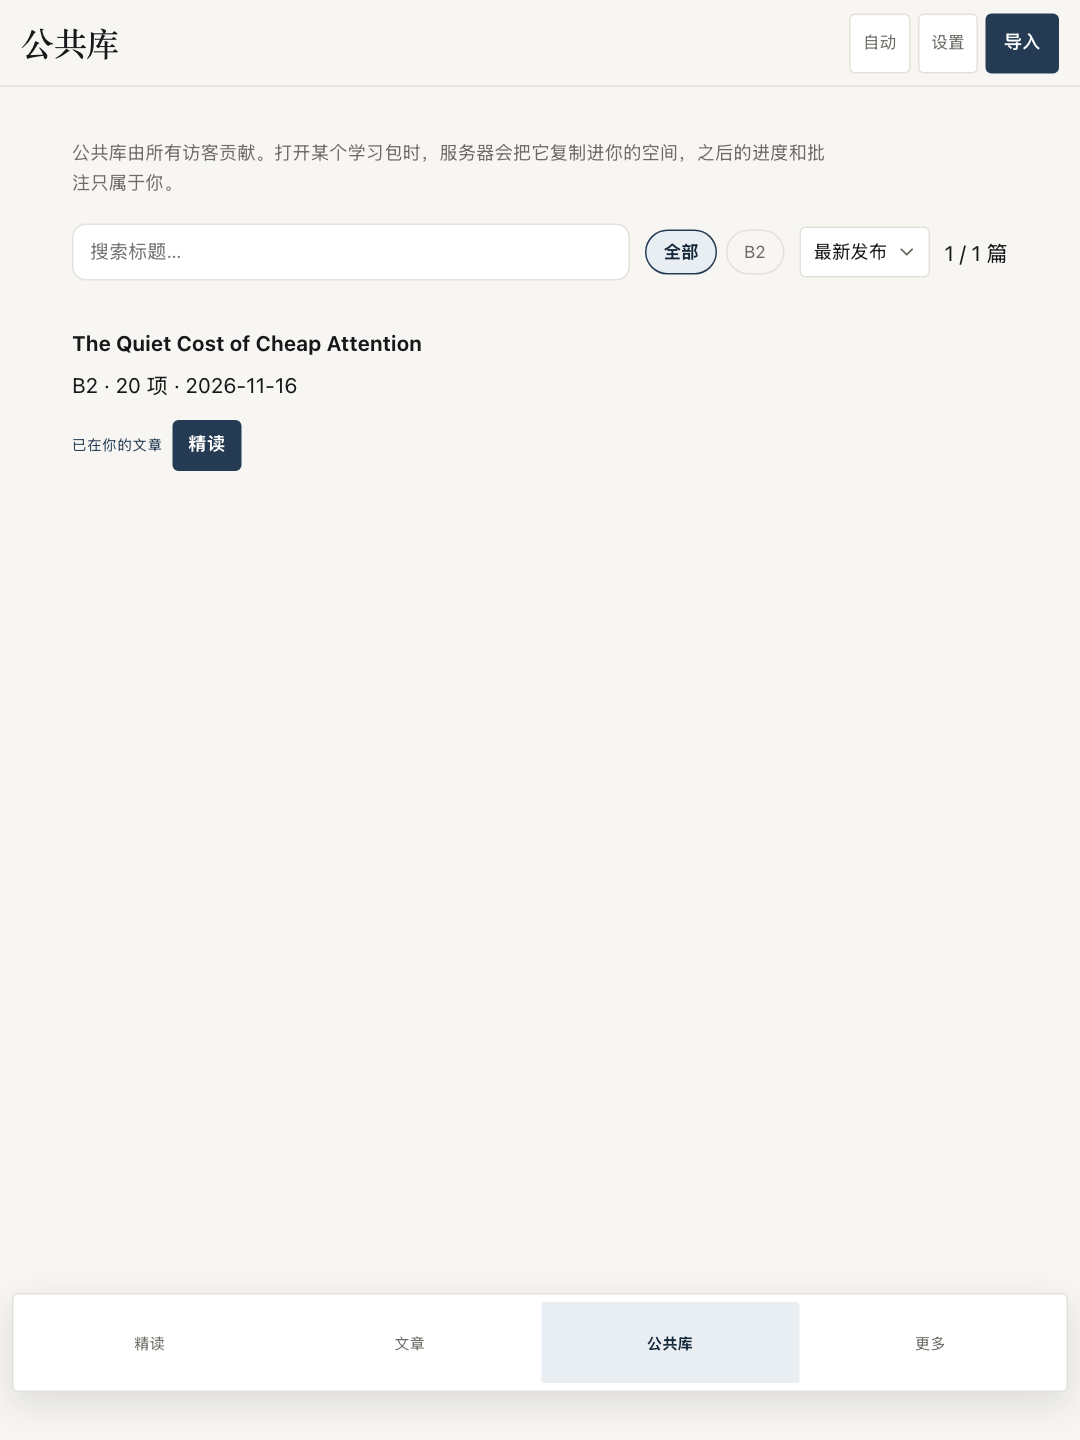 公共库
自动
设置
导入
公共库由所有访客贡献。打开某个学习包时，服务器会把它复制进你的空间，之后的进度和批
注只属于你。
搜索标题...
全部
B2
最新发布
1 / 1 篇
The Quiet Cost of Cheap Attention
B2 · 20 项 · 2026-11-16
已在你的文章
精读
精读
文章
公共库
更多